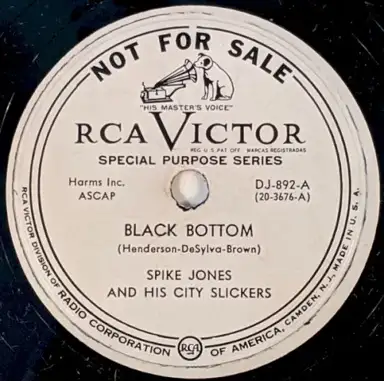 NOT FOR SALE
"HIS MASTER'S VOICE"
RCA VICTOR
REG. U.S. PAT. OFF. MARCAS REGISTRADAS
SPECIAL PURPOSE SERIES
Harms Inc.
ASCAP
DJ-892-A
(20-3676-A)
BLACK BOTTOM
(Henderson-DeSylva-Brown)
SPIKE JONES
AND HIS CITY SLICKERS
RCA VICTOR DIVISION OF RADIO CORPORATION OF AMERICA, CAMDEN, N.J., MADE IN U.S.A.
RCA